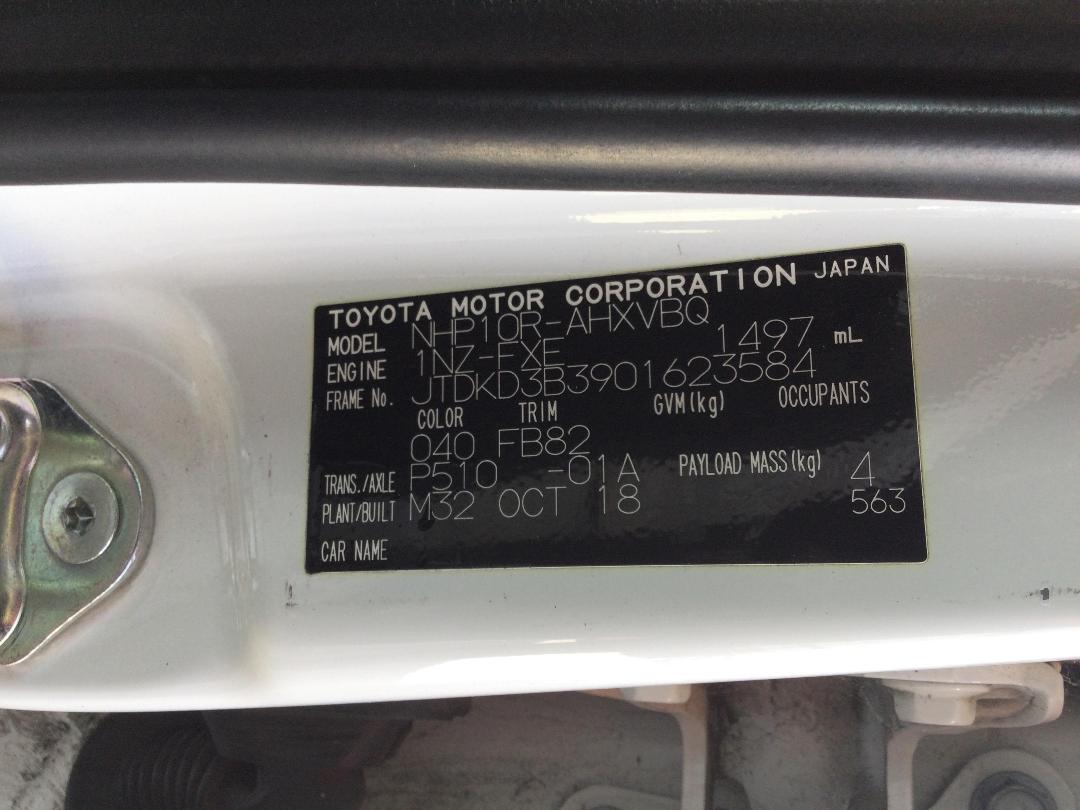 TOYOTA MOTOR CORPORATION JAPAN
MODEL NHP10R-AHXVBQ
ENGINE 1NZ-FXE 1497 mL
FRAME No. JTDKD3B3901623584
COLOR TRIM GVM(kg) OCCUPANTS
040 FB82
TRANS./AXLE P510 -01A PAYLOAD MASS(kg) 4
PLANT/BUILT M32 OCT 18 563
CAR NAME